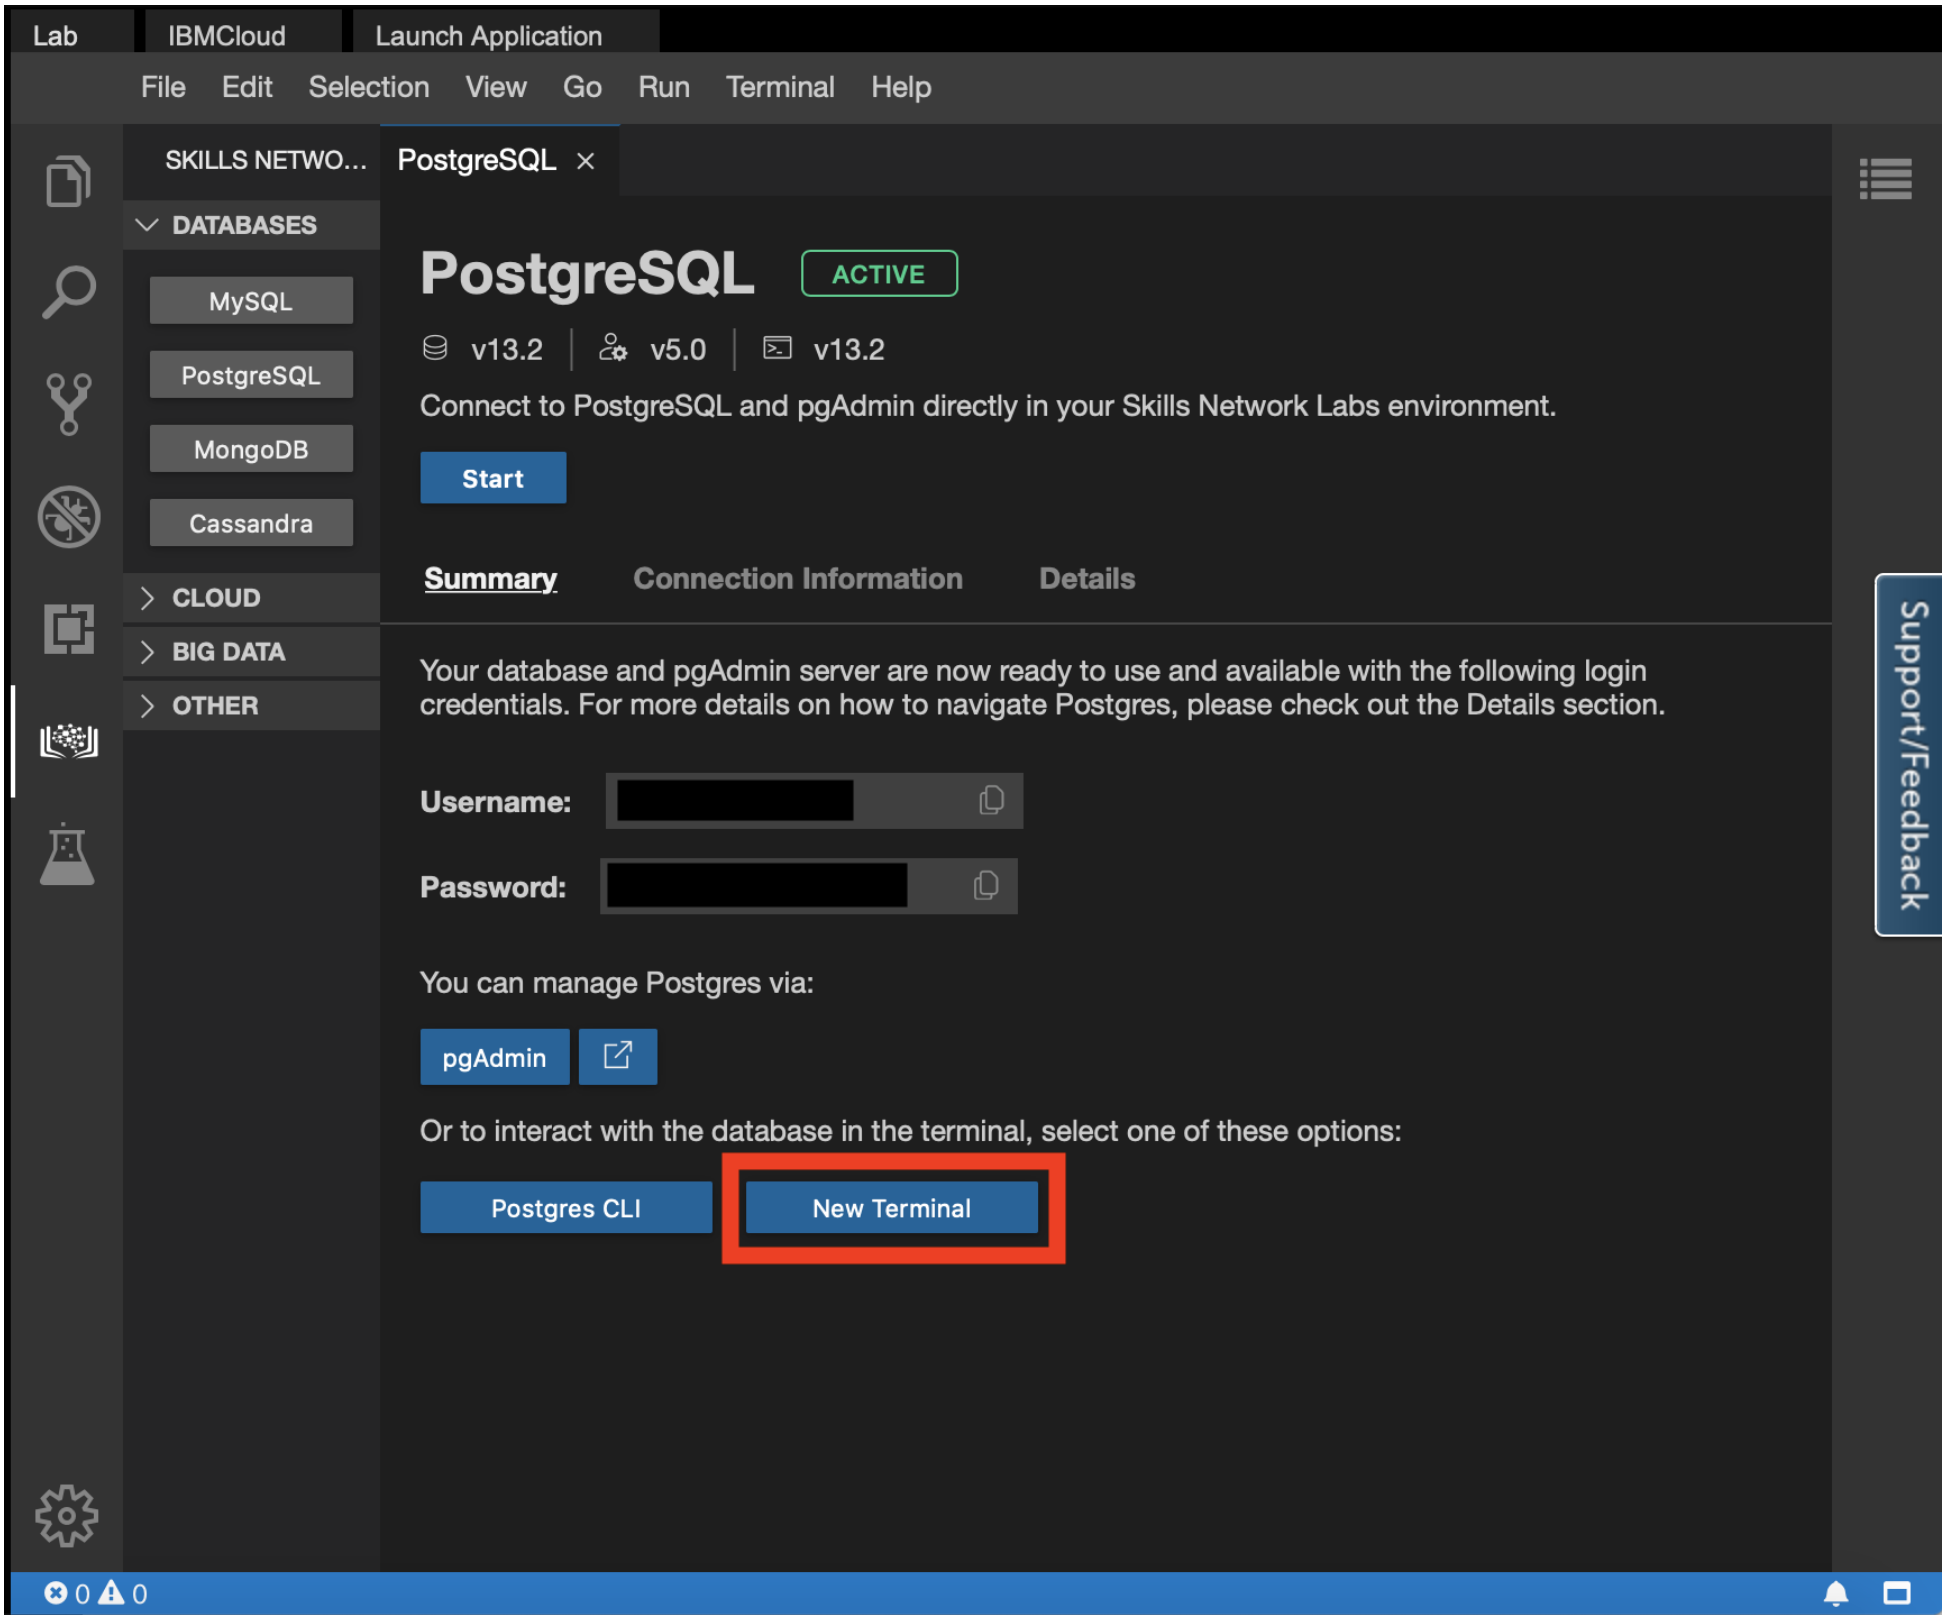 Lab IBMCloud Launch Application
File Edit Selection View Go Run Terminal Help
SKILLS NETWO... PostgreSQL
DATABASES
MySQL
PostgreSQL
MongoDB
Cassandra
CLOUD
BIG DATA
OTHER
PostgreSQL ACTIVE
v13.2 v5.0 v13.2
Connect to PostgreSQL and pgAdmin directly in your Skills Network Labs environment.
Start
Summary Connection Information Details
Your database and pgAdmin server are now ready to use and available with the following login
credentials. For more details on how to navigate Postgres, please check out the Details section.
Username:
Password:
You can manage Postgres via:
pgAdmin
Or to interact with the database in the terminal, select one of these options:
Postgres CLI New Terminal
Support/Feedback
0 0